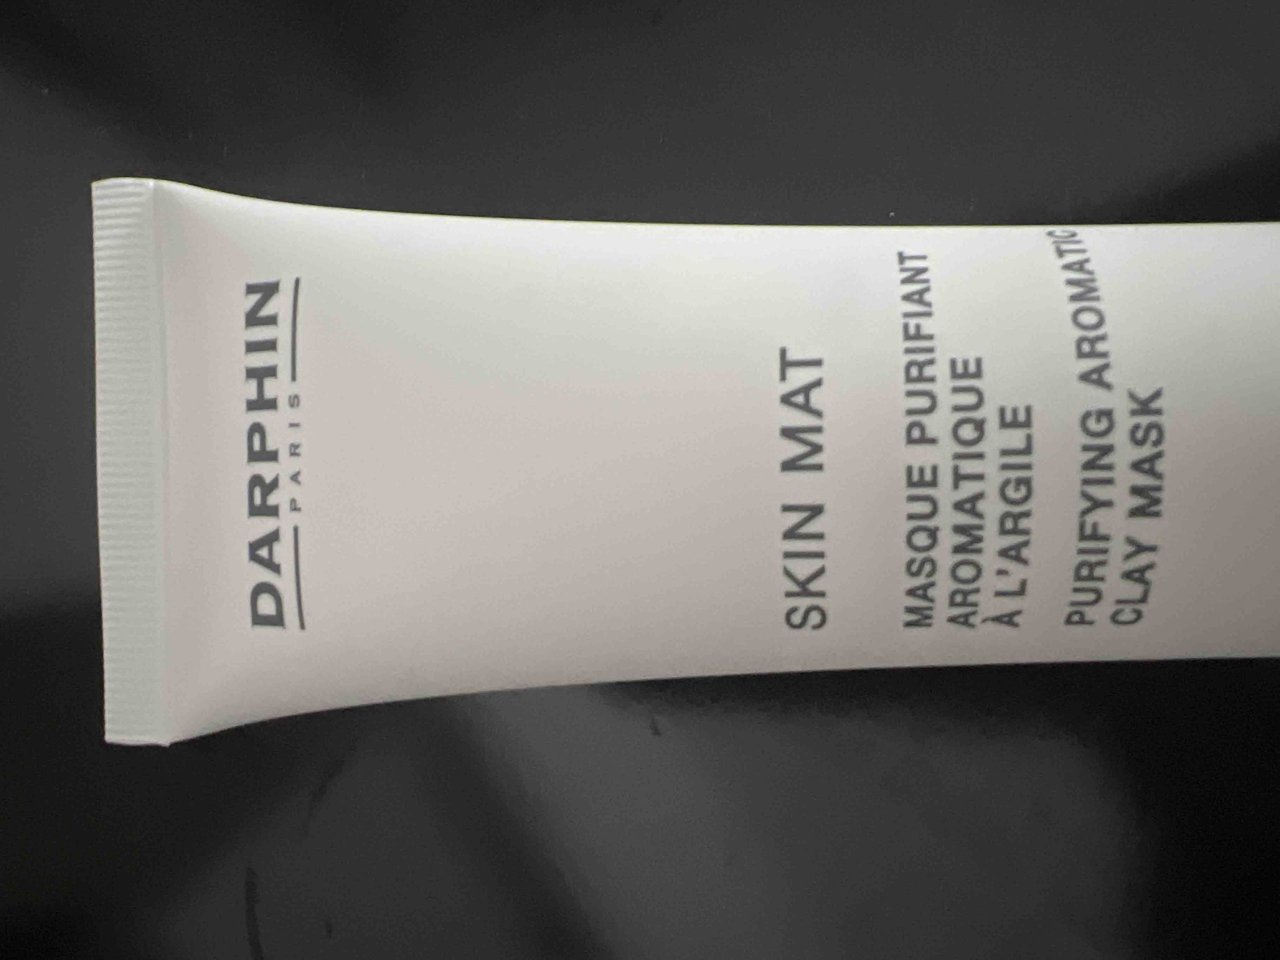 DARPHIN
PARIS
SKIN MAT
MASQUE PURIFIANT
AROMATIQUE
À L'ARGILE
PURIFYING AROMATIC
CLAY MASK